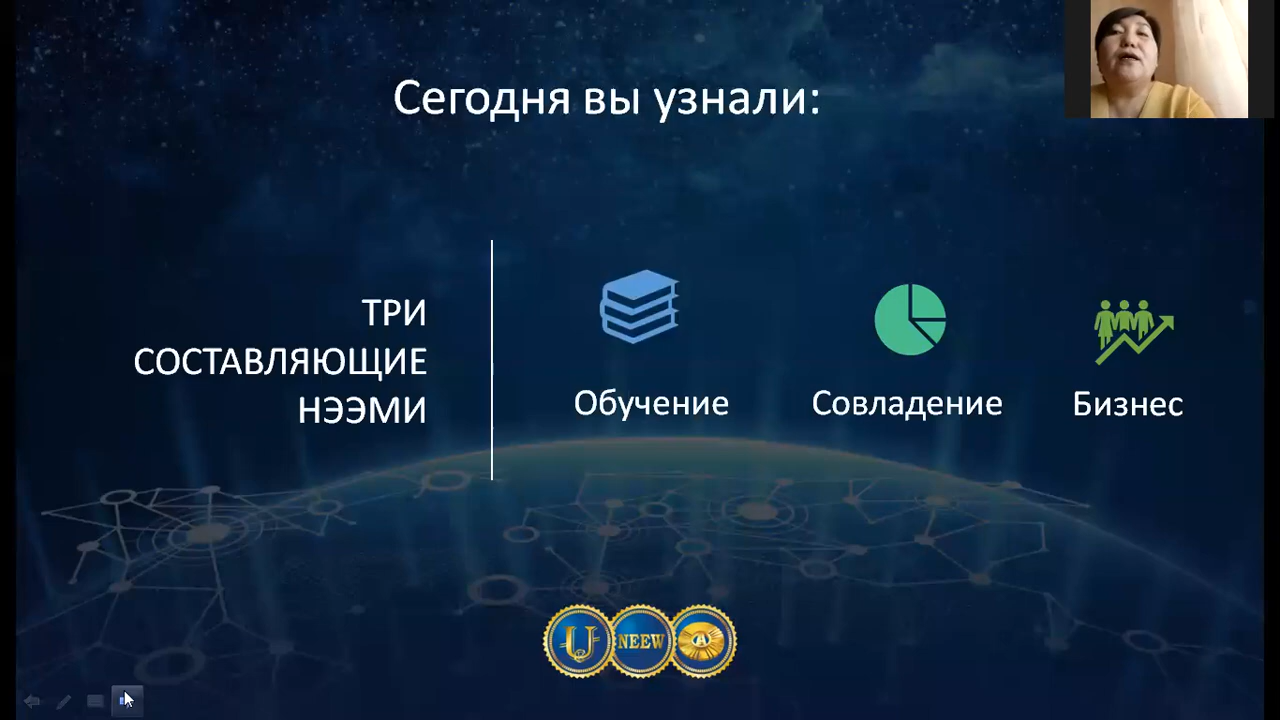 Сегодня вы узнали:
ТРИ
СОСТАВЛЯЮЩИЕ
НЭЭМИ
Обучение
Совладение
Бизнес
NEEW
A